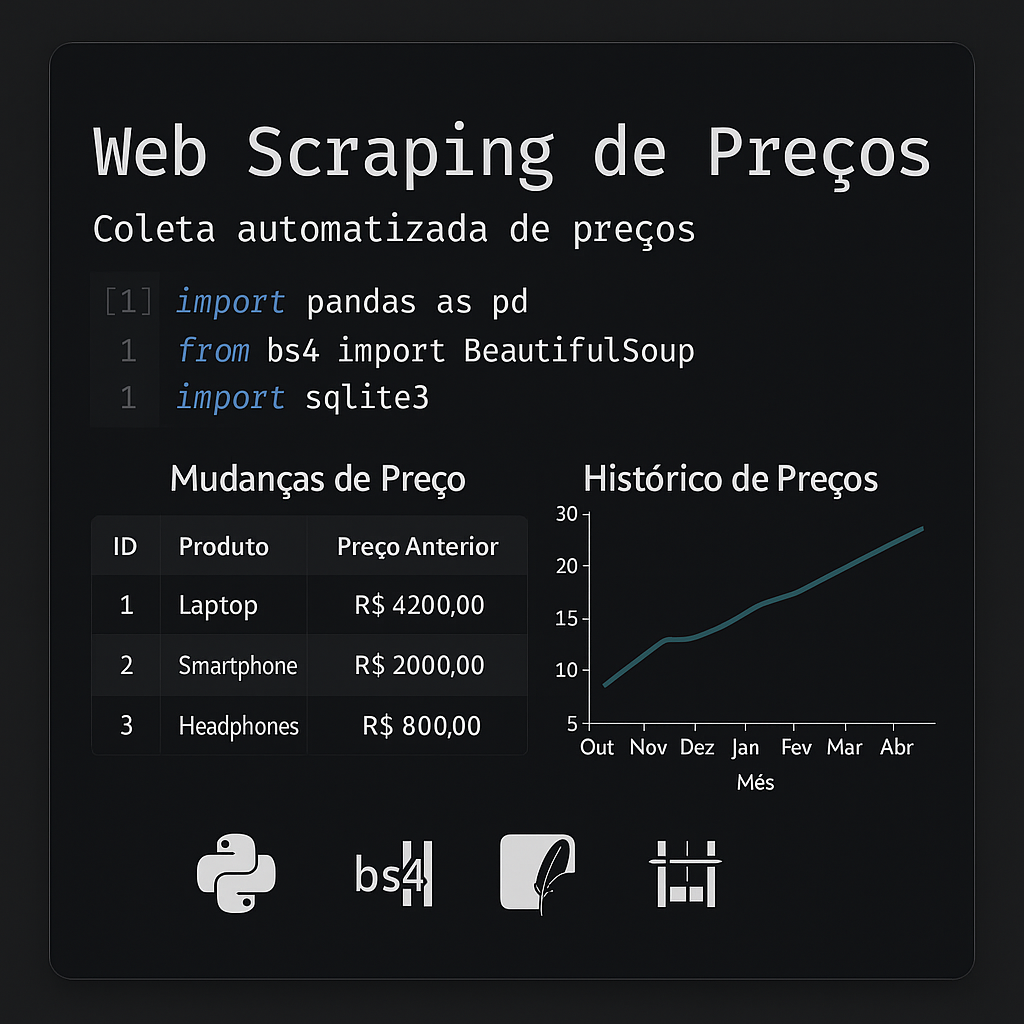 Web Scraping de Preços
Coleta automatizada de preços
[1] import pandas as pd
1 from bs4 import BeautifulSoup
1 import sqlite3
Mudanças de Preço
ID Produto Preço Anterior
1 Laptop R$ 4200,00
2 Smartphone R$ 2000,00
3 Headphones R$ 800,00
Histórico de Preços
30
20
15
10
5
Out Nov Dez Jan Fev Mar Abr
Més
bs4